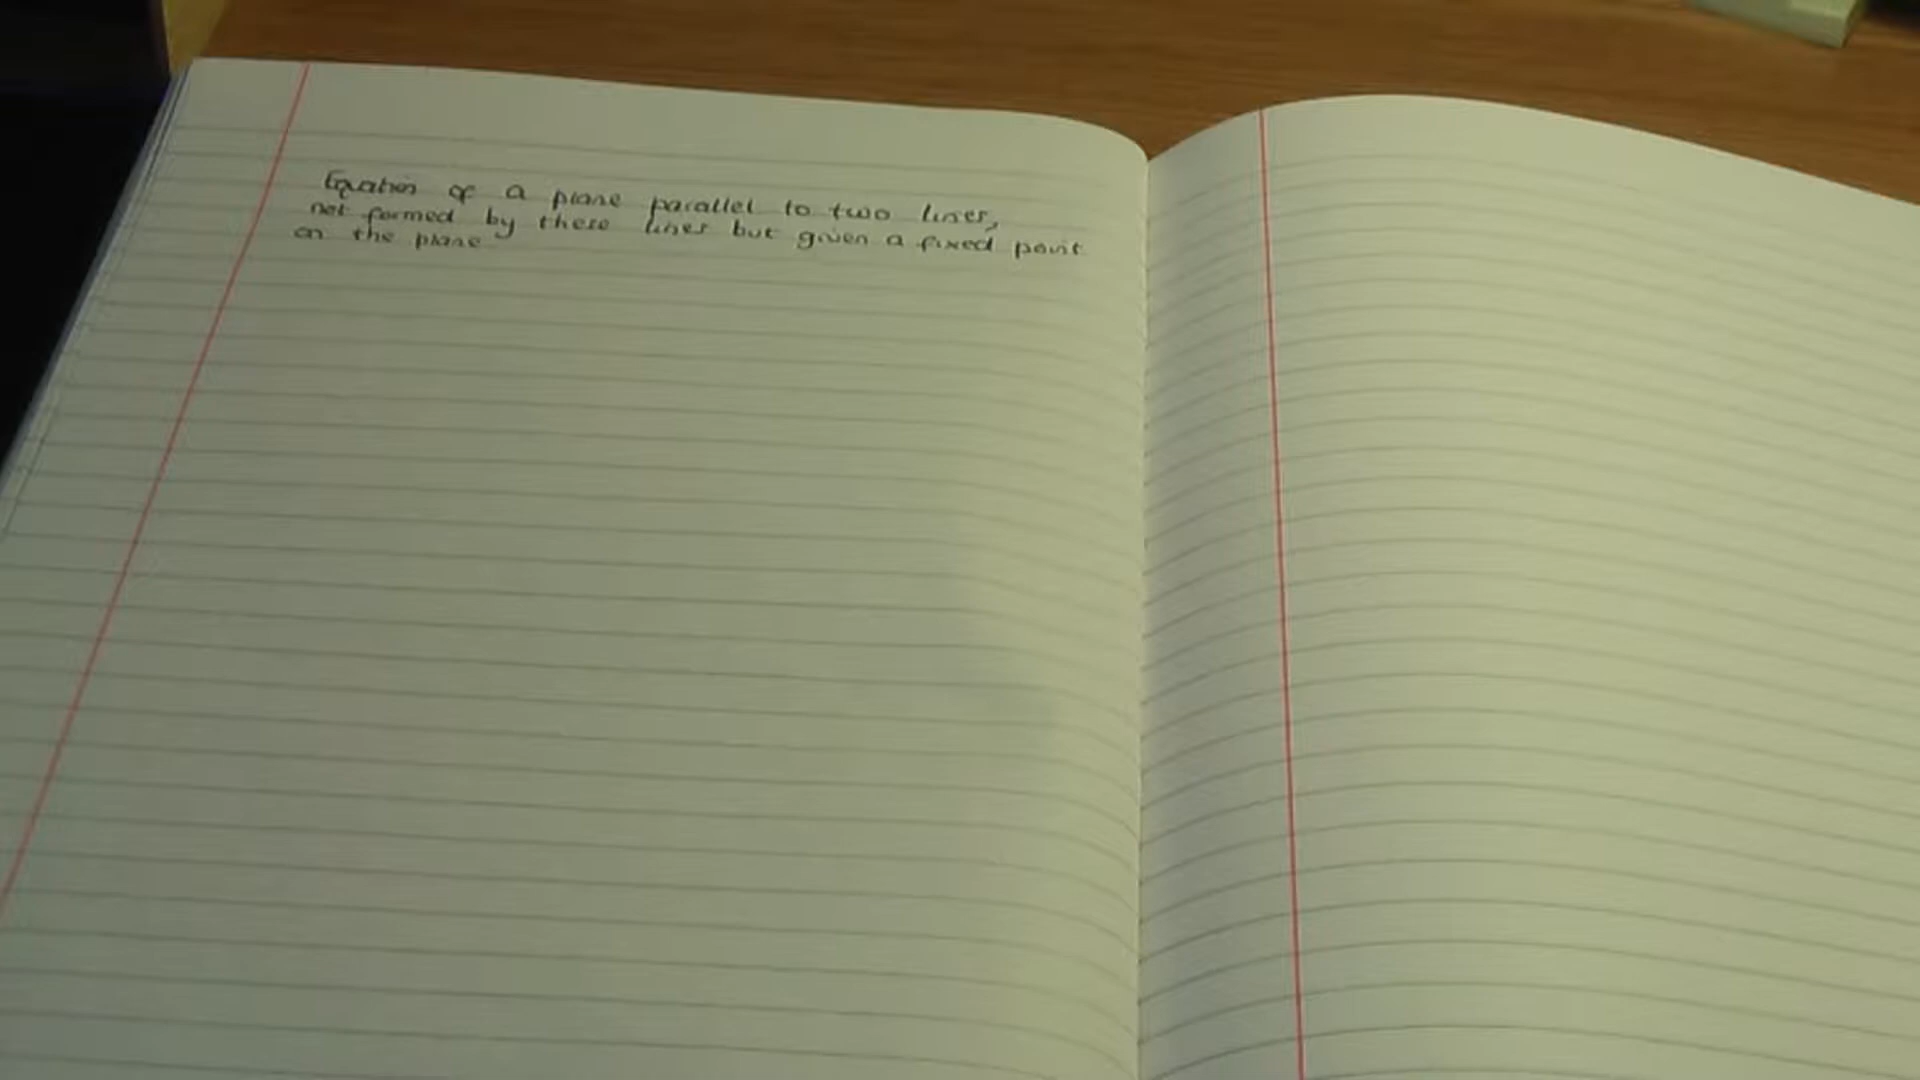 Equation of a plane parallel to two lines,
not formed by these lines but given a fixed point
on the plane